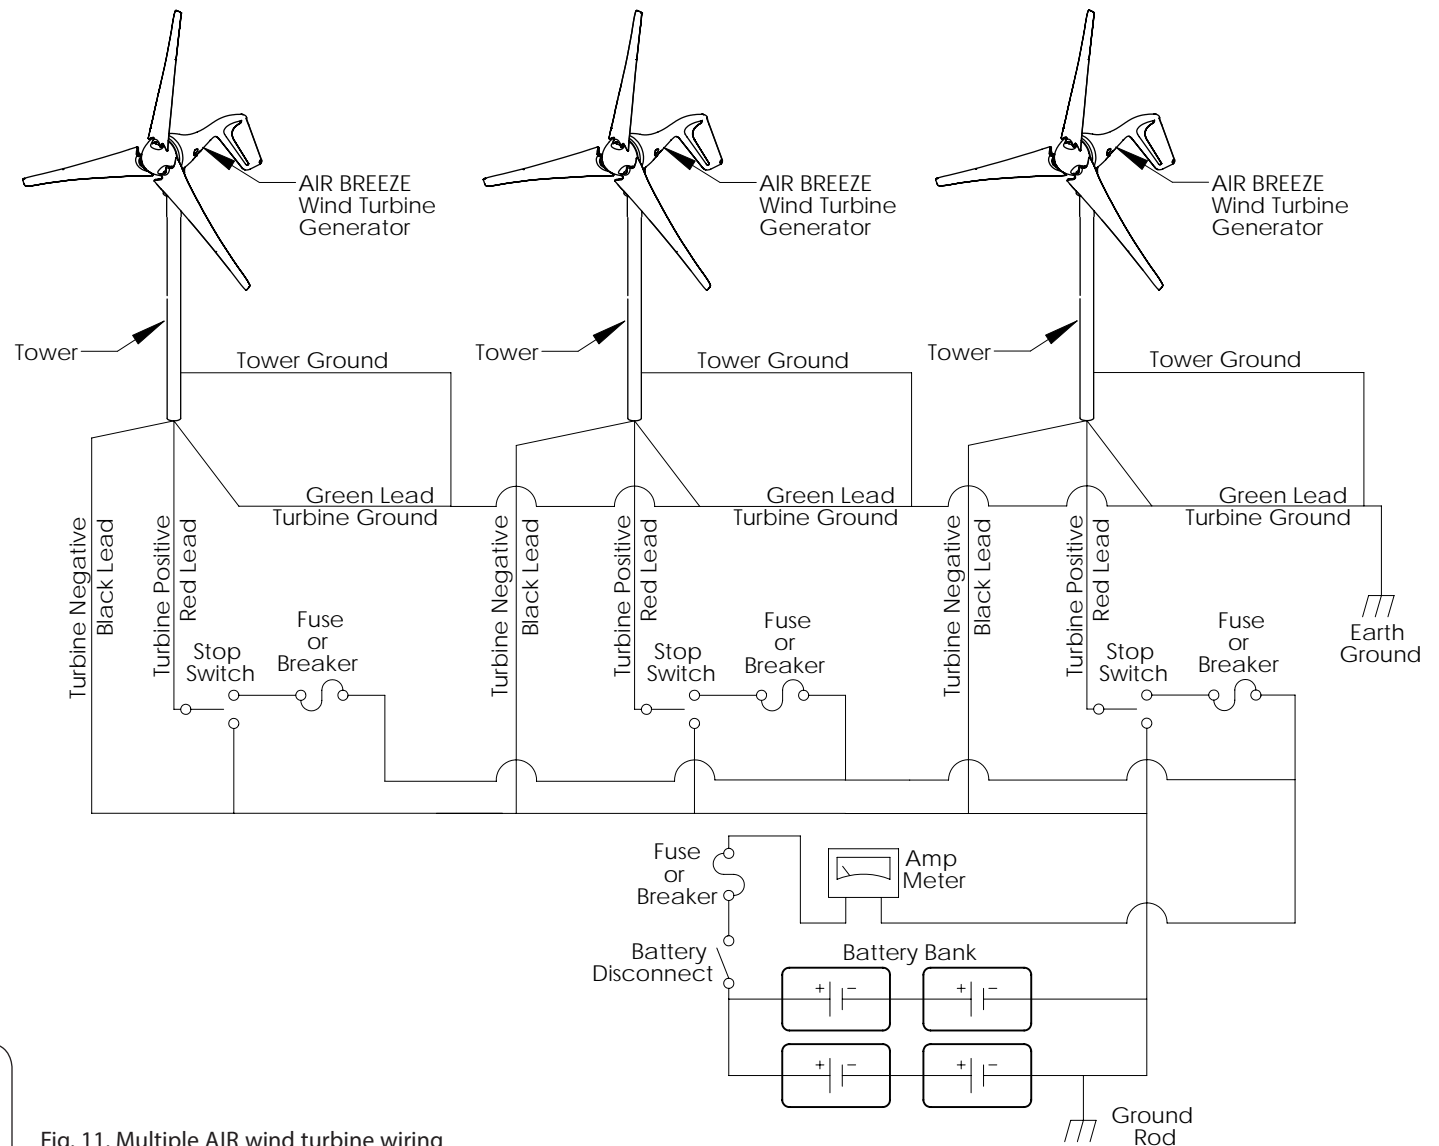 AIR BREEZE
Wind Turbine
Generator
AIR BREEZE
Wind Turbine
Generator
AIR BREEZE
Wind Turbine
Generator
Tower
Tower Ground
Tower
Tower Ground
Tower
Tower Ground
Green Lead
Turbine Ground
Green Lead
Turbine Ground
Green Lead
Turbine Ground
Turbine Negative
Black Lead
Turbine Positive
Red Lead
Turbine Negative
Black Lead
Turbine Positive
Red Lead
Turbine Negative
Black Lead
Turbine Positive
Red Lead
Stop
Switch
Fuse
or
Breaker
Stop
Switch
Fuse
or
Breaker
Stop
Switch
Fuse
or
Breaker
Earth
Ground
Fuse
or
Breaker
Amp
Meter
Battery
Disconnect
Battery Bank
+ −
+ −
+ −
+ −
Ground
Rod
Fig. 11. Multiple AIR wind turbine wiring